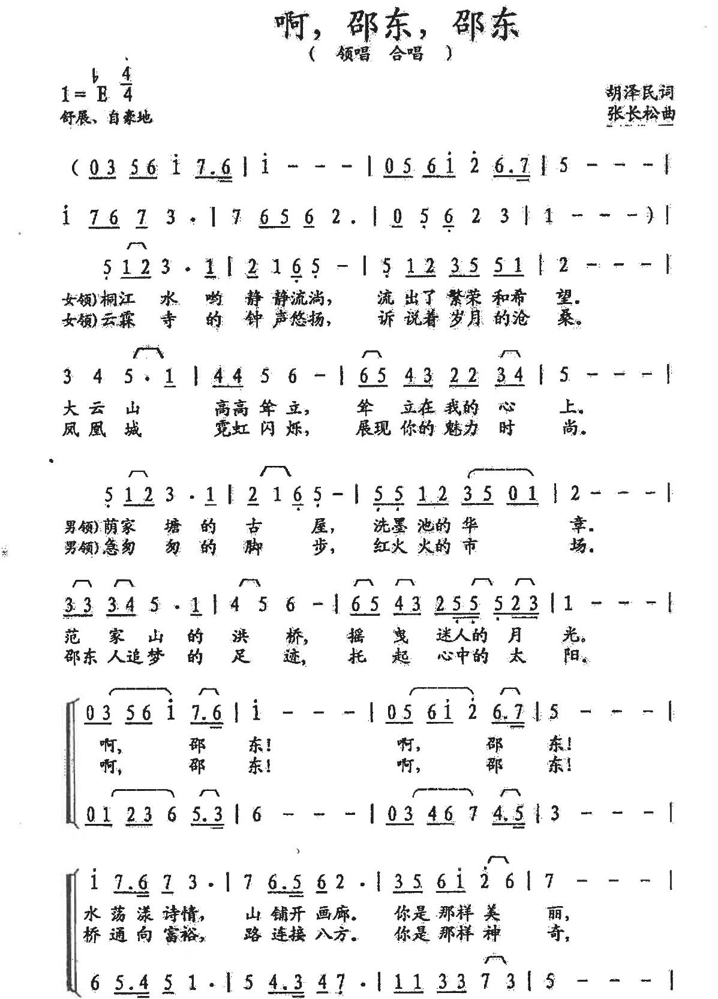 啊，邵东，邵东
（ 领唱 合唱 ）
1=♭E 4/4
胡泽民词
舒展、自豪地
张长松曲
( 0 3 5 6 i 7 . 6 | i - - - | 0 5 6 i 2 6 . 7 | 5 - - - |
i 7 6 7 3 . | 7 6 5 6 2 . | 0 5 6 2 3 | 1 - - - ) |
5 1 2 3 . 1 | 2 1 6 5 - | 5 1 2 3 5 5 1 | 2 - - - |
女领)桐江 水 哟 静 静流淌， 流 出了 繁荣 和希 望。
女领)云霖 寺 的 钟 声悠扬， 诉 说着 岁月 的沧 桑。
3 4 5 . 1 | 4 4 5 6 - | 6 5 4 3 2 2 3 4 | 5 - - - |
大 云 山 高高 耸 立， 耸 立在 我的 心 上。
凤 凰 城 霓虹 闪 烁， 展现 你的 魅力 时 尚。
5 1 2 3 . 1 | 2 1 6 5 - | 5 5 1 2 3 5 0 1 | 2 - - - |
男领)荫家 塘 的 古 屋， 洗墨 池的 华 章。
男领)急匆 匆 的 脚 步， 红火 火的 市 场。
3 3 3 4 5 . 1 | 4 5 6 - | 6 5 4 3 2 5 5 5 2 3 | 1 - - - |
范 家 山 的 洪 桥， 摇 曳 迷人的 月 光。
邵东 人追 梦 的 足 迹， 托 起 心中的 太 阳。
0 3 5 6 i 7 . 6 | i - - - | 0 5 6 i 2 6 . 7 | 5 - - - |
啊， 邵 东! 啊， 邵 东!
啊， 邵 东! 啊， 邵 东!
0 1 2 3 6 5 . 3 | 6 - - - | 0 3 4 6 7 4 . 5 | 3 - - - |
i 7 . 6 7 3 . | 7 6 . 5 6 2 . | 3 5 6 i 2 6 | 7 - - - |
水 荡 漾 诗情， 山 铺开 画廊。 你是 那样 美 丽，
桥 通 向 富裕， 路 连接 八方。 你是 那样 神 奇，
6 5 . 4 5 1 . | 5 4 . 3 4 7 . | 1 1 3 3 7 3 | 5 - - - |